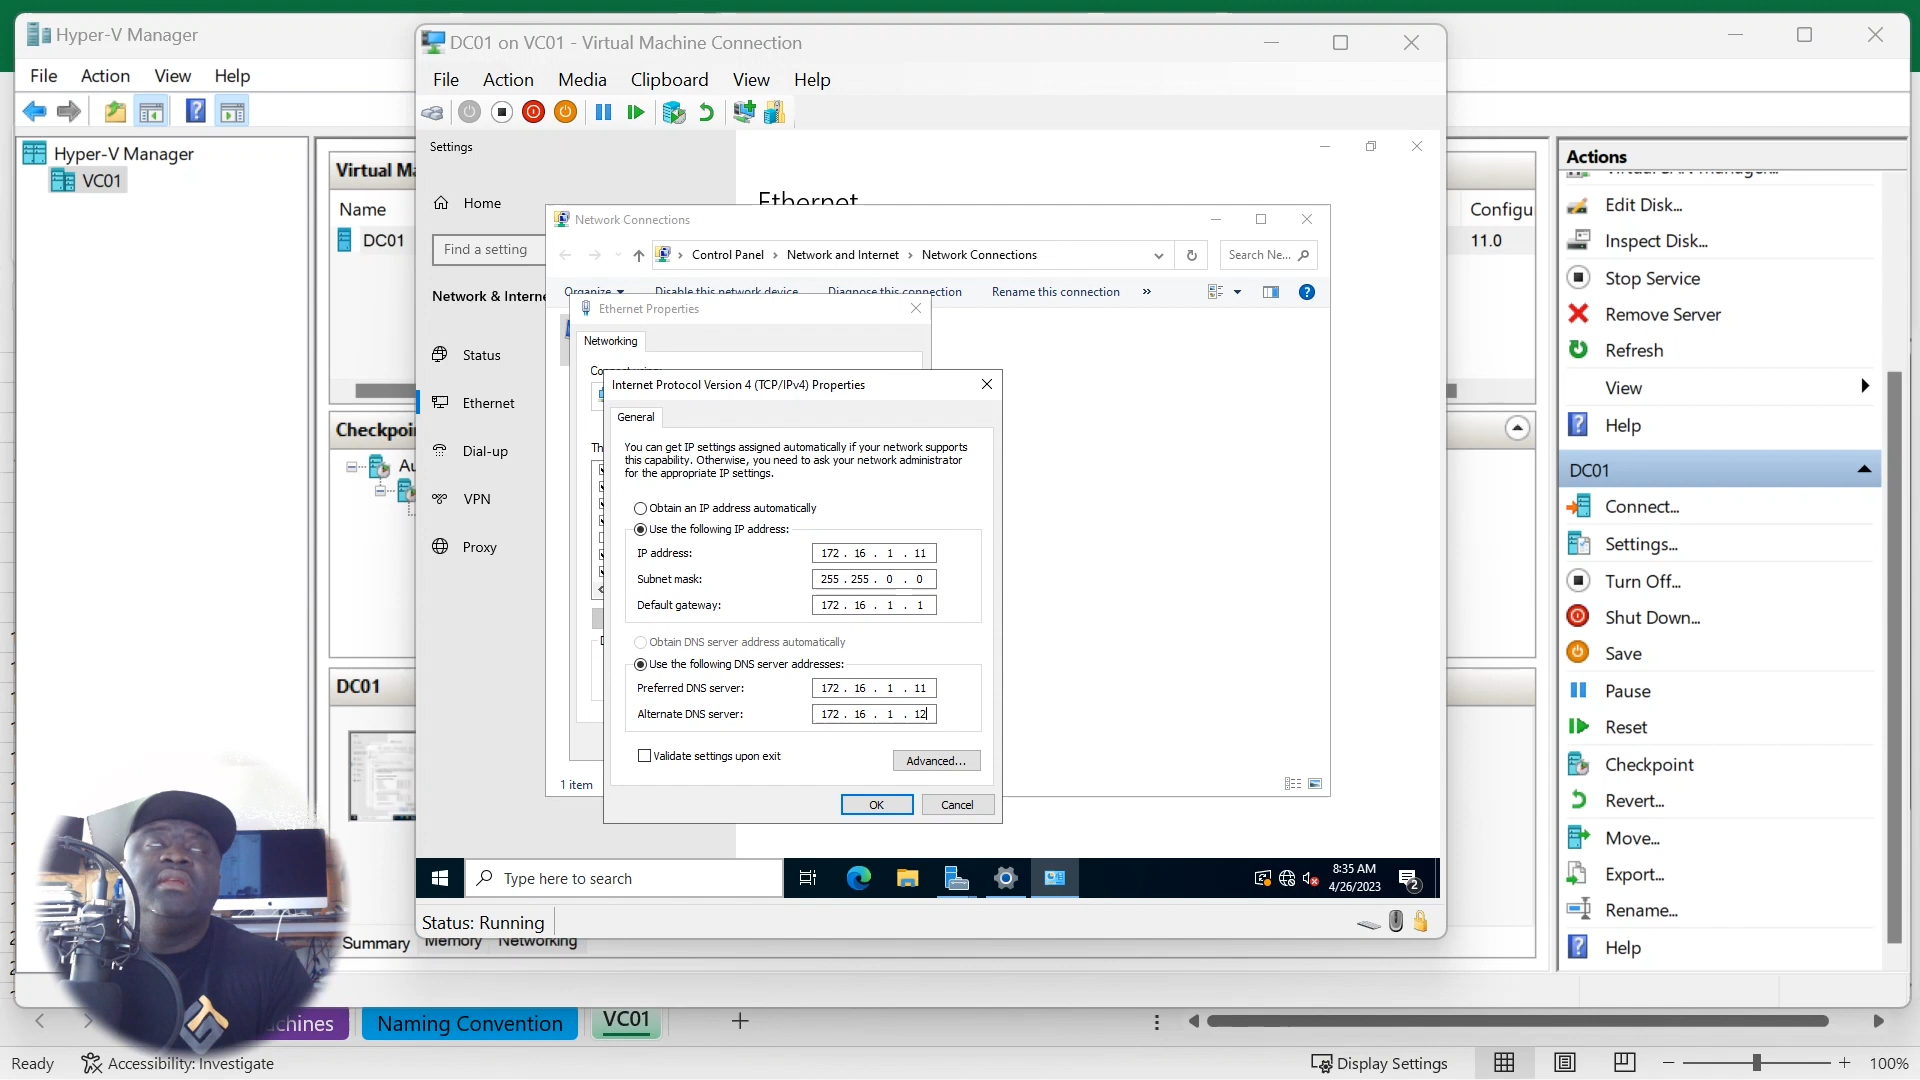 Hyper-V Manager
File Action View Help
Hyper-V Manager
VC01
Name
DC01
DC01
Summary Memory Networking
DC01 on VC01 - Virtual Machine Connection
File Action Media Clipboard View Help
Settings
Home
Find a setting
Status
Ethernet
Dial-up
VPN
Proxy
Ethernet
Network Connections
Control Panel › Network and Internet › Network Connections
Search Ne...
Organize Disable this network device Diagnose this connection Rename this connection »
1 item
Ethernet Properties
Networking
Internet Protocol Version 4 (TCP/IPv4) Properties
General
You can get IP settings assigned automatically if your network supports
this capability. Otherwise, you need to ask your network administrator
for the appropriate IP settings.
Obtain an IP address automatically
Use the following IP address:
IP address: 172 . 16 . 1 . 11
Subnet mask: 255 . 255 . 0 . 0
Default gateway: 172 . 16 . 1 . 1
Obtain DNS server address automatically
Use the following DNS server addresses:
Preferred DNS server: 172 . 16 . 1 . 11
Alternate DNS server: 172 . 16 . 1 . 12
Validate settings upon exit
Advanced...
OK Cancel
Type here to search
8:35 AM
4/26/2023
2
Status: Running
11.0
Actions
Edit Disk...
Inspect Disk...
Stop Service
Remove Server
Refresh
View
Help
DC01
Connect...
Settings...
Turn Off...
Shut Down...
Save
Pause
Reset
Checkpoint
Revert...
Move...
Export...
Rename...
Help
Naming Convention VC01
Ready Accessibility: Investigate Display Settings 100%